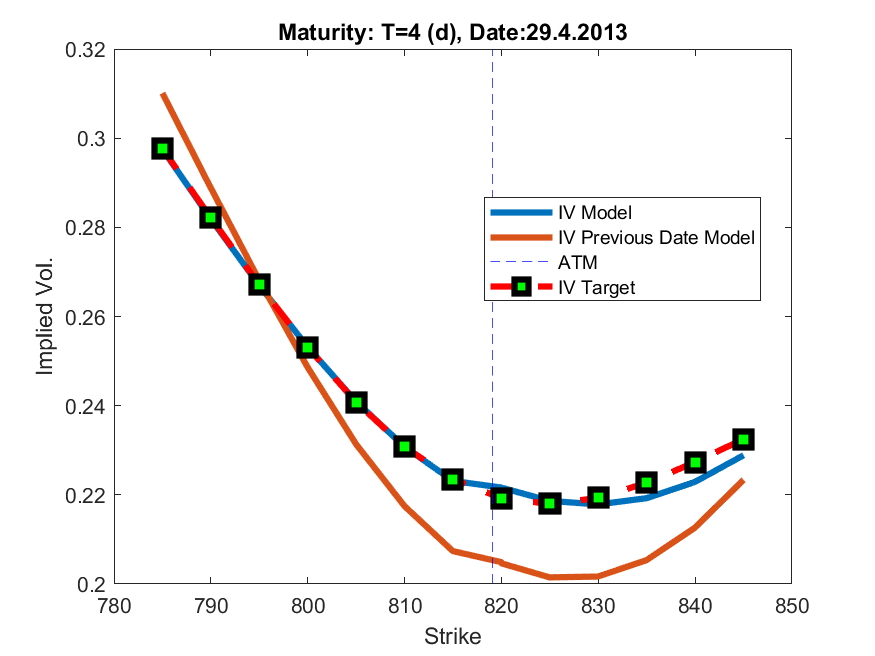 Maturity: T=4 (d), Date:29.4.2013
0.32
0.3
0.28
0.26
0.24
0.22
0.2
Implied Vol.
IV Model
IV Previous Date Model
ATM
IV Target
780 790 800 810 820 830 840 850
Strike